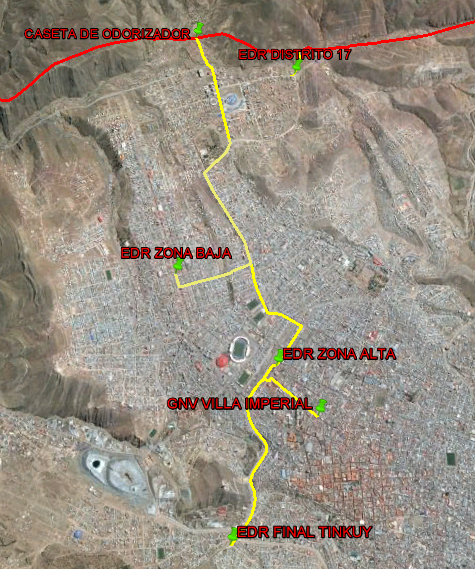 CASETA DE ODORIZADOR
EDR DISTRITO 17
EDR ZONA BAJA
EDR ZONA ALTA
GNV VILLA IMPERIAL
EDR FINAL TINKUY